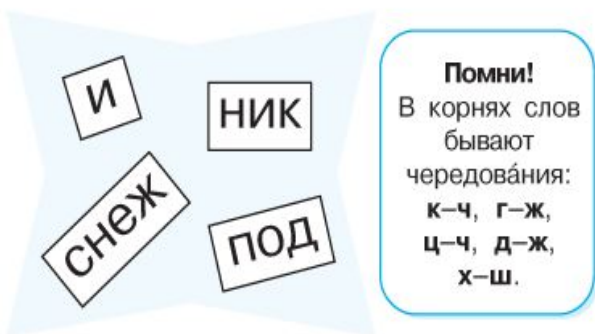 и
ник
снеж
под
Помни!
В корнях слов
бывают
чередова́ния:
к–ч, г–ж,
ц–ч, д–ж,
х–ш.